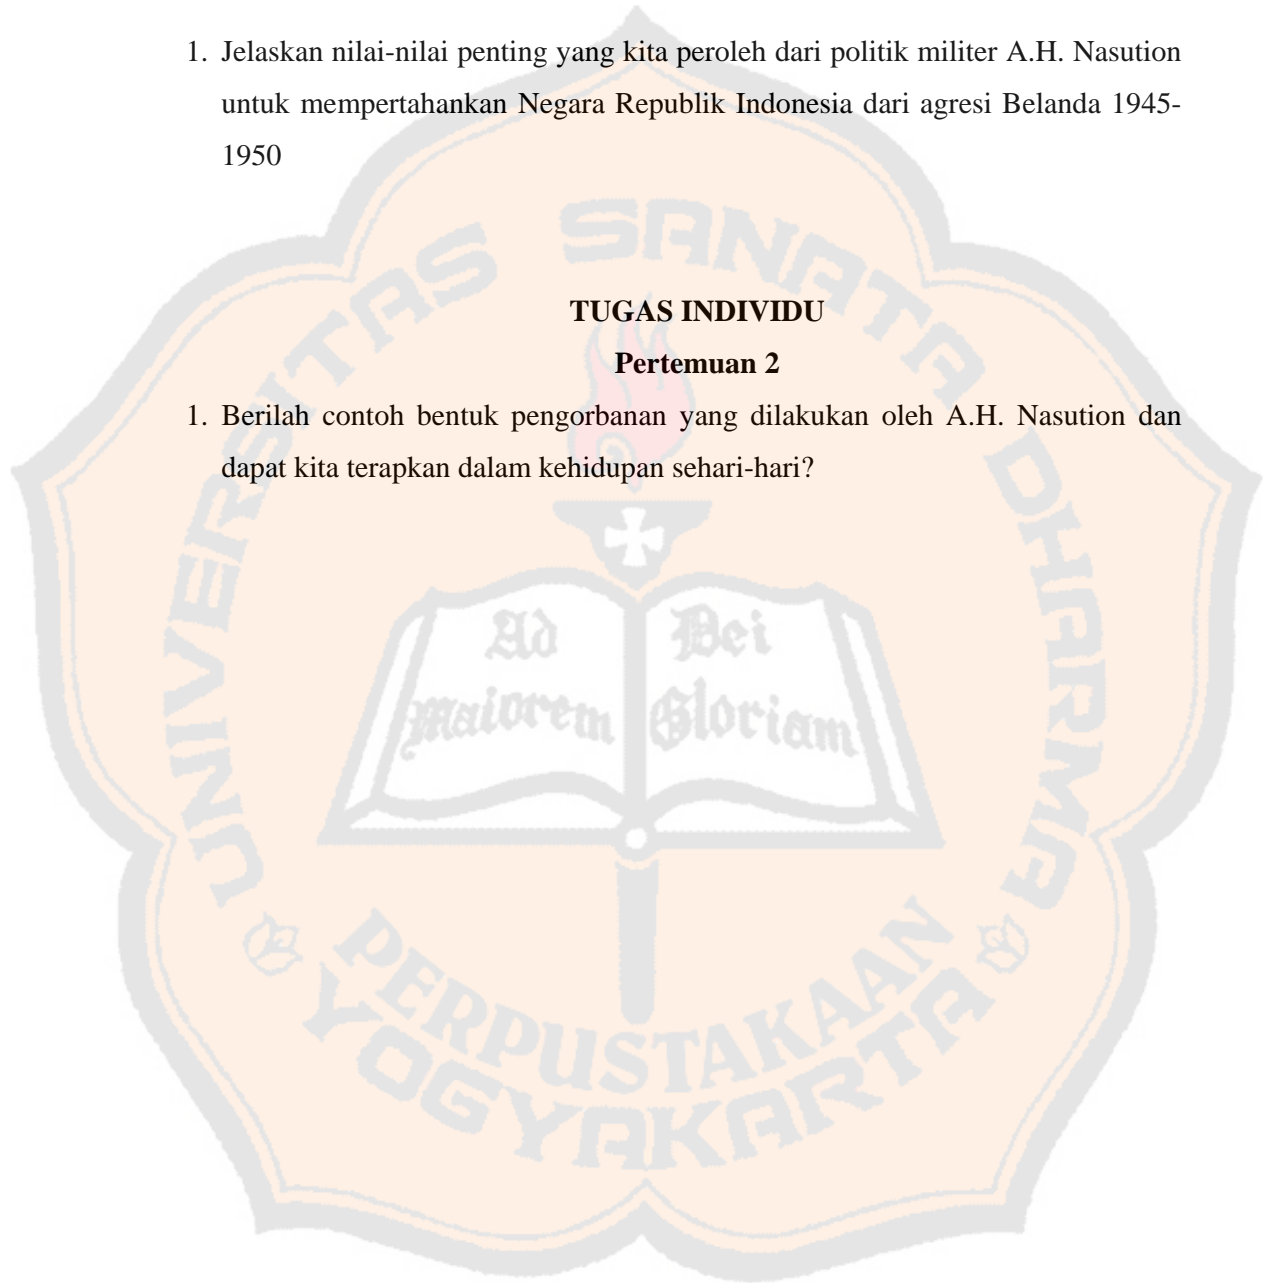 1. Jelaskan nilai-nilai penting yang kita peroleh dari politik militer A.H. Nasution
untuk mempertahankan Negara Republik Indonesia dari agresi Belanda 1945-
1950
TUGAS INDIVIDU
Pertemuan 2
1. Berilah contoh bentuk pengorbanan yang dilakukan oleh A.H. Nasution dan
dapat kita terapkan dalam kehidupan sehari-hari?
UNIVERSITAS SANATA DHARMA
Ad Dei
Maiorem Gloriam
PERPUSTAKAAN
YOGYAKARTA